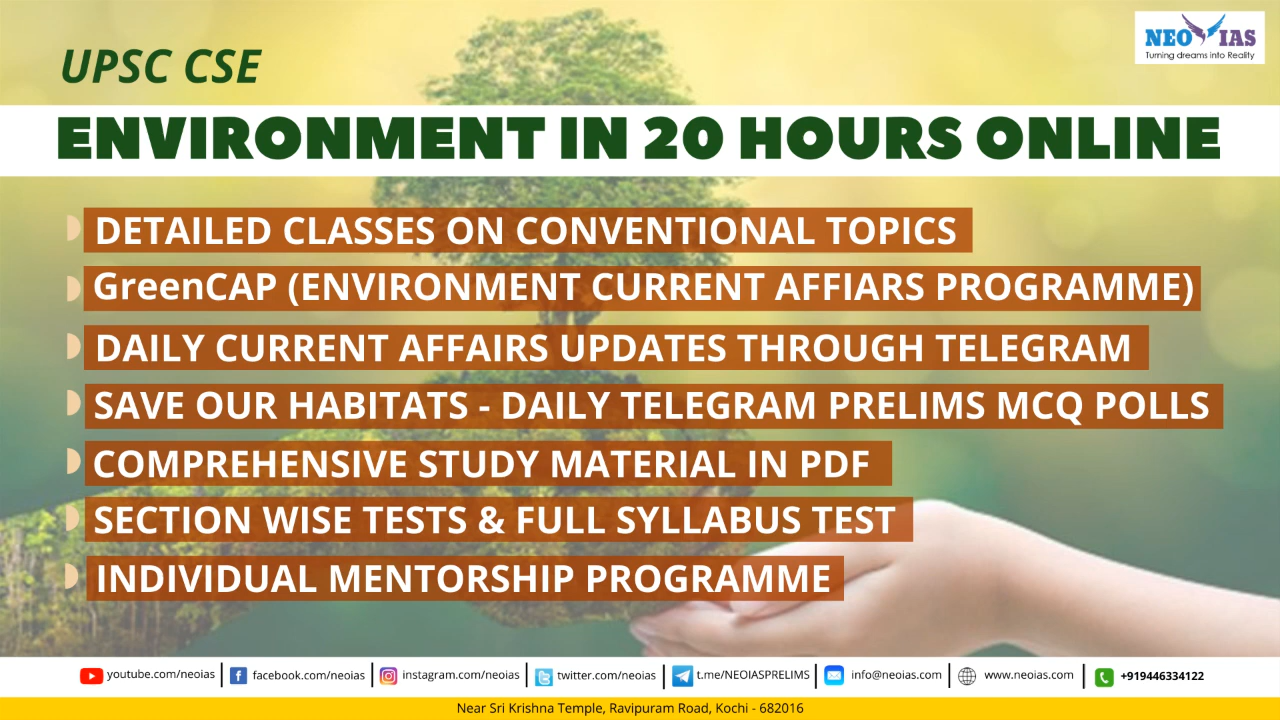 UPSC CSE
NEO IAS
Turning dreams into Reality
ENVIRONMENT IN 20 HOURS ONLINE
DETAILED CLASSES ON CONVENTIONAL TOPICS
GreenCAP (ENVIRONMENT CURRENT AFFIARS PROGRAMME)
DAILY CURRENT AFFAIRS UPDATES THROUGH TELEGRAM
SAVE OUR HABITATS - DAILY TELEGRAM PRELIMS MCQ POLLS
COMPREHENSIVE STUDY MATERIAL IN PDF
SECTION WISE TESTS & FULL SYLLABUS TEST
INDIVIDUAL MENTORSHIP PROGRAMME
youtube.com/neoias facebook.com/neoias instagram.com/neoias twitter.com/neoias t.me/NEOIASPRELIMS info@neoias.com www.neoias.com +919446334122
Near Sri Krishna Temple, Ravipuram Road, Kochi - 682016